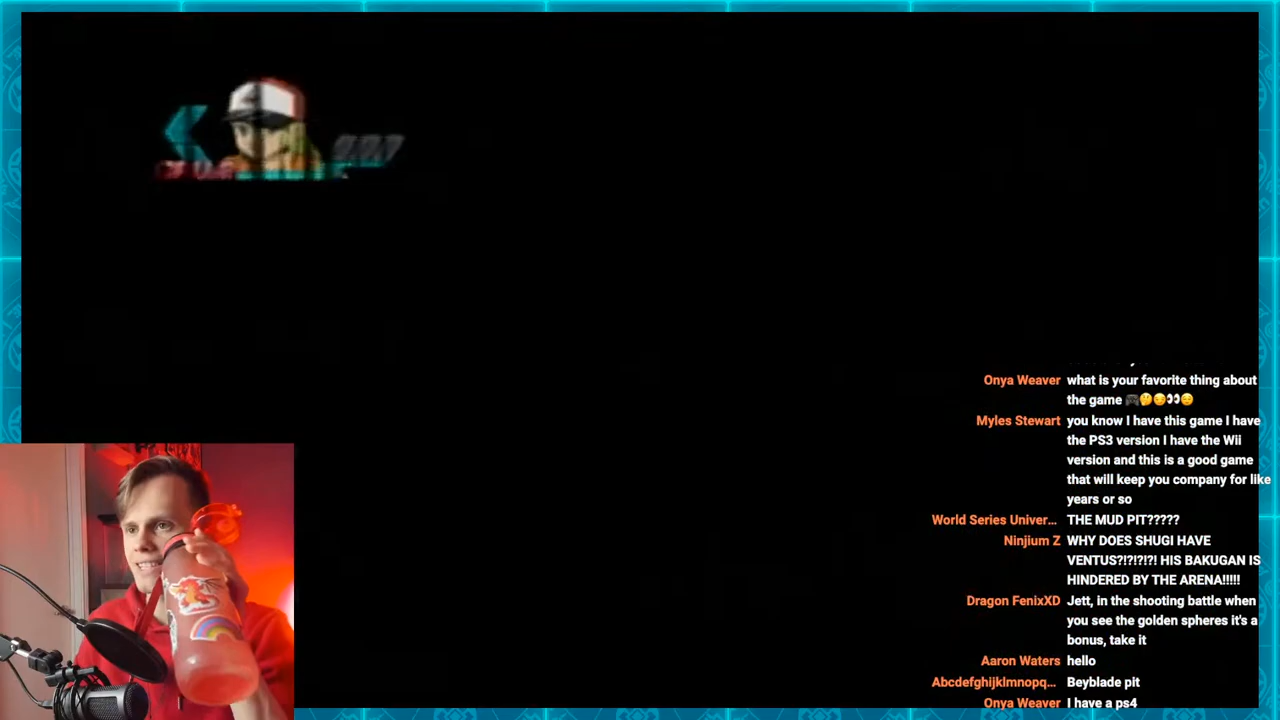 Onya Weaver what is your favorite thing about
the game 🎮🤔😏👀😌
Myles Stewart you know I have this game I have
the PS3 version I have the Wii
version and this is a good game
that will keep you company for like
years or so
World Series Univer... THE MUD PIT?????
Ninjium Z WHY DOES SHUGI HAVE
VENTUS?!?!?!?! HIS BAKUGAN IS
HINDERED BY THE ARENA!!!!!
Dragon FenixXD Jett, in the shooting battle when
you see the golden spheres it's a
bonus, take it
Aaron Waters hello
Abcdefghijklmnopq... Beyblade pit
Onya Weaver I have a ps4